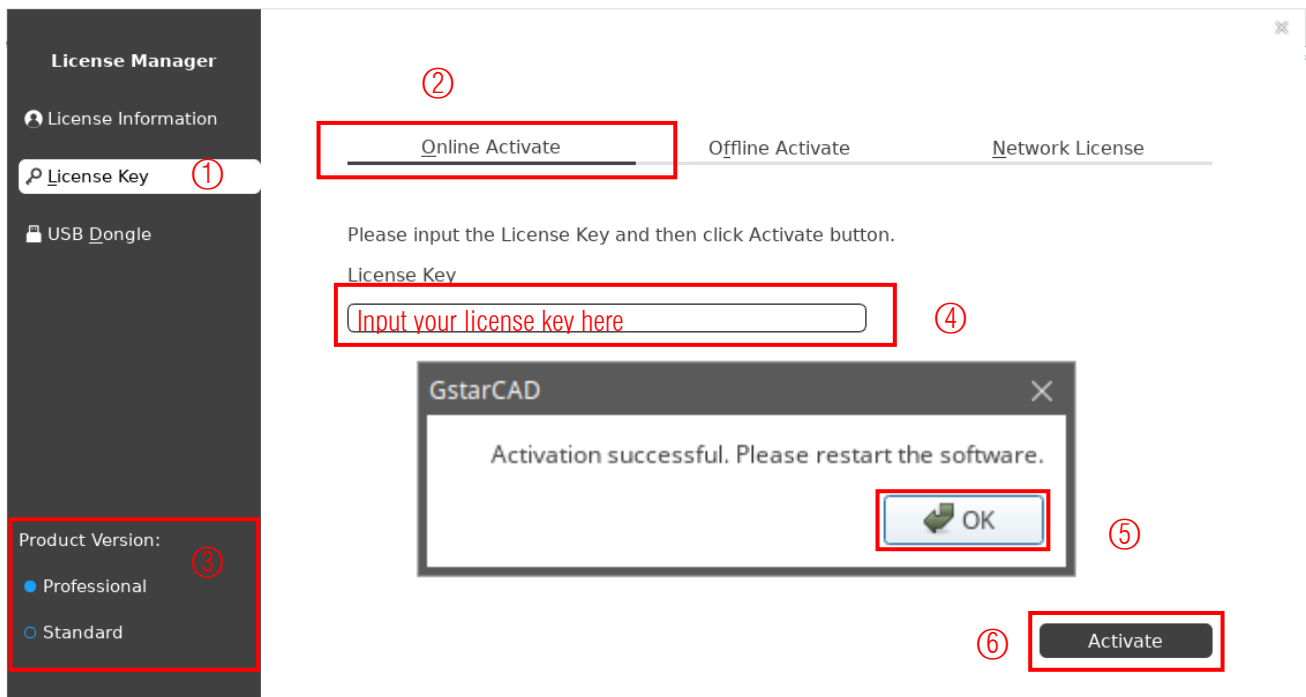 License Manager
License Information
① License Key
USB Dongle
Product Version:
③
Professional
Standard
②
Online Activate
Offline Activate
Network License
Please input the License Key and then click Activate button.
License Key
Input your license key here
④
GstarCAD
Activation successful. Please restart the software.
OK
⑤
⑥
Activate